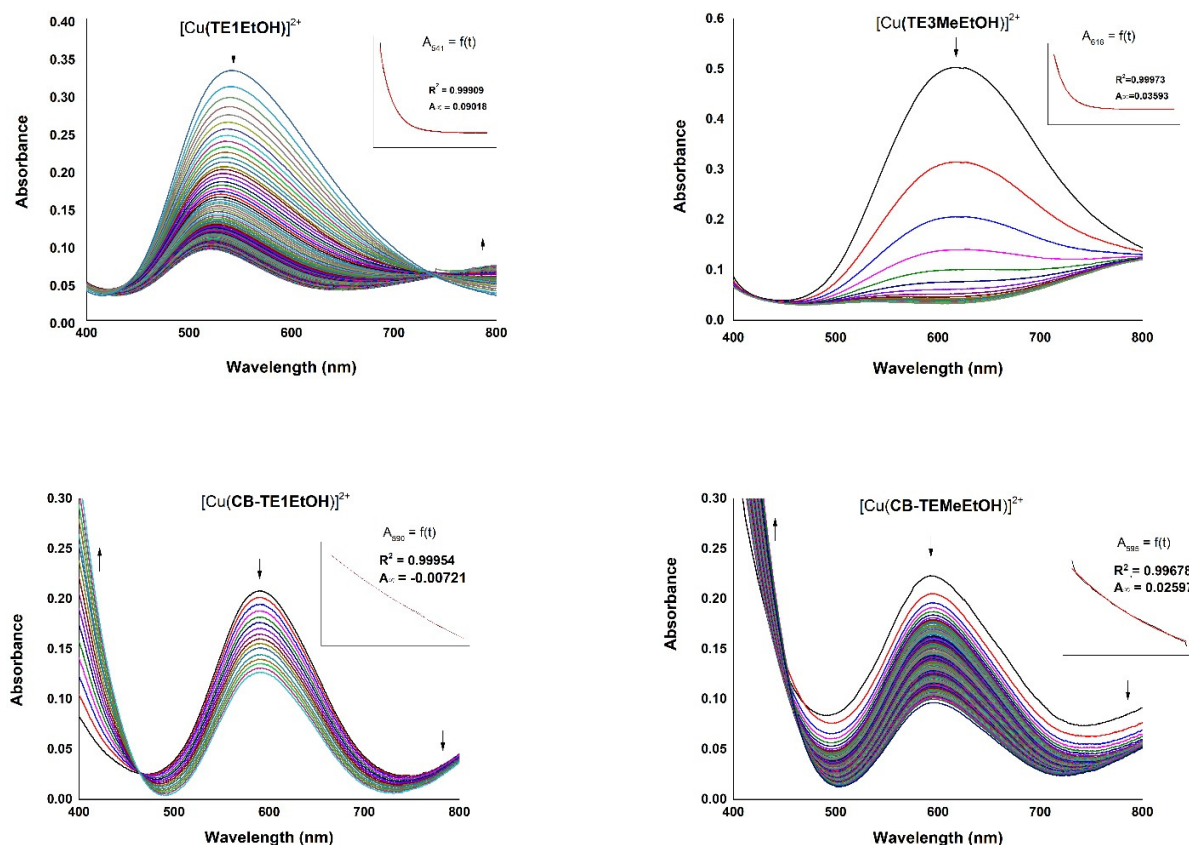 [Cu(TE1EtOH)]²⁺
A₅₄₁ = f(t)
R² = 0.99909
A∝ = 0.09018
Absorbance
0.40
0.35
0.30
0.25
0.20
0.15
0.10
0.05
0.00
400 500 600 700 800
Wavelength (nm)
[Cu(TE3MeEtOH)]²⁺
A₆₁₆ = f(t)
R²=0.99973
A∝=0.03593
Absorbance
0.6
0.5
0.4
0.3
0.2
0.1
0.0
400 500 600 700 800
Wavelength (nm)
[Cu(CB-TE1EtOH)]²⁺
A₅₉₀ = f(t)
R² = 0.99954
A∝ = -0.00721
Absorbance
0.30
0.25
0.20
0.15
0.10
0.05
0.00
400 500 600 700 800
Wavelength (nm)
[Cu(CB-TEMeEtOH)]²⁺
A₅₉₅ = f(t)
R² = 0.99678
A∝ = 0.02597
Absorbance
0.30
0.25
0.20
0.15
0.10
0.05
0.00
400 500 600 700 800
Wavelength (nm)